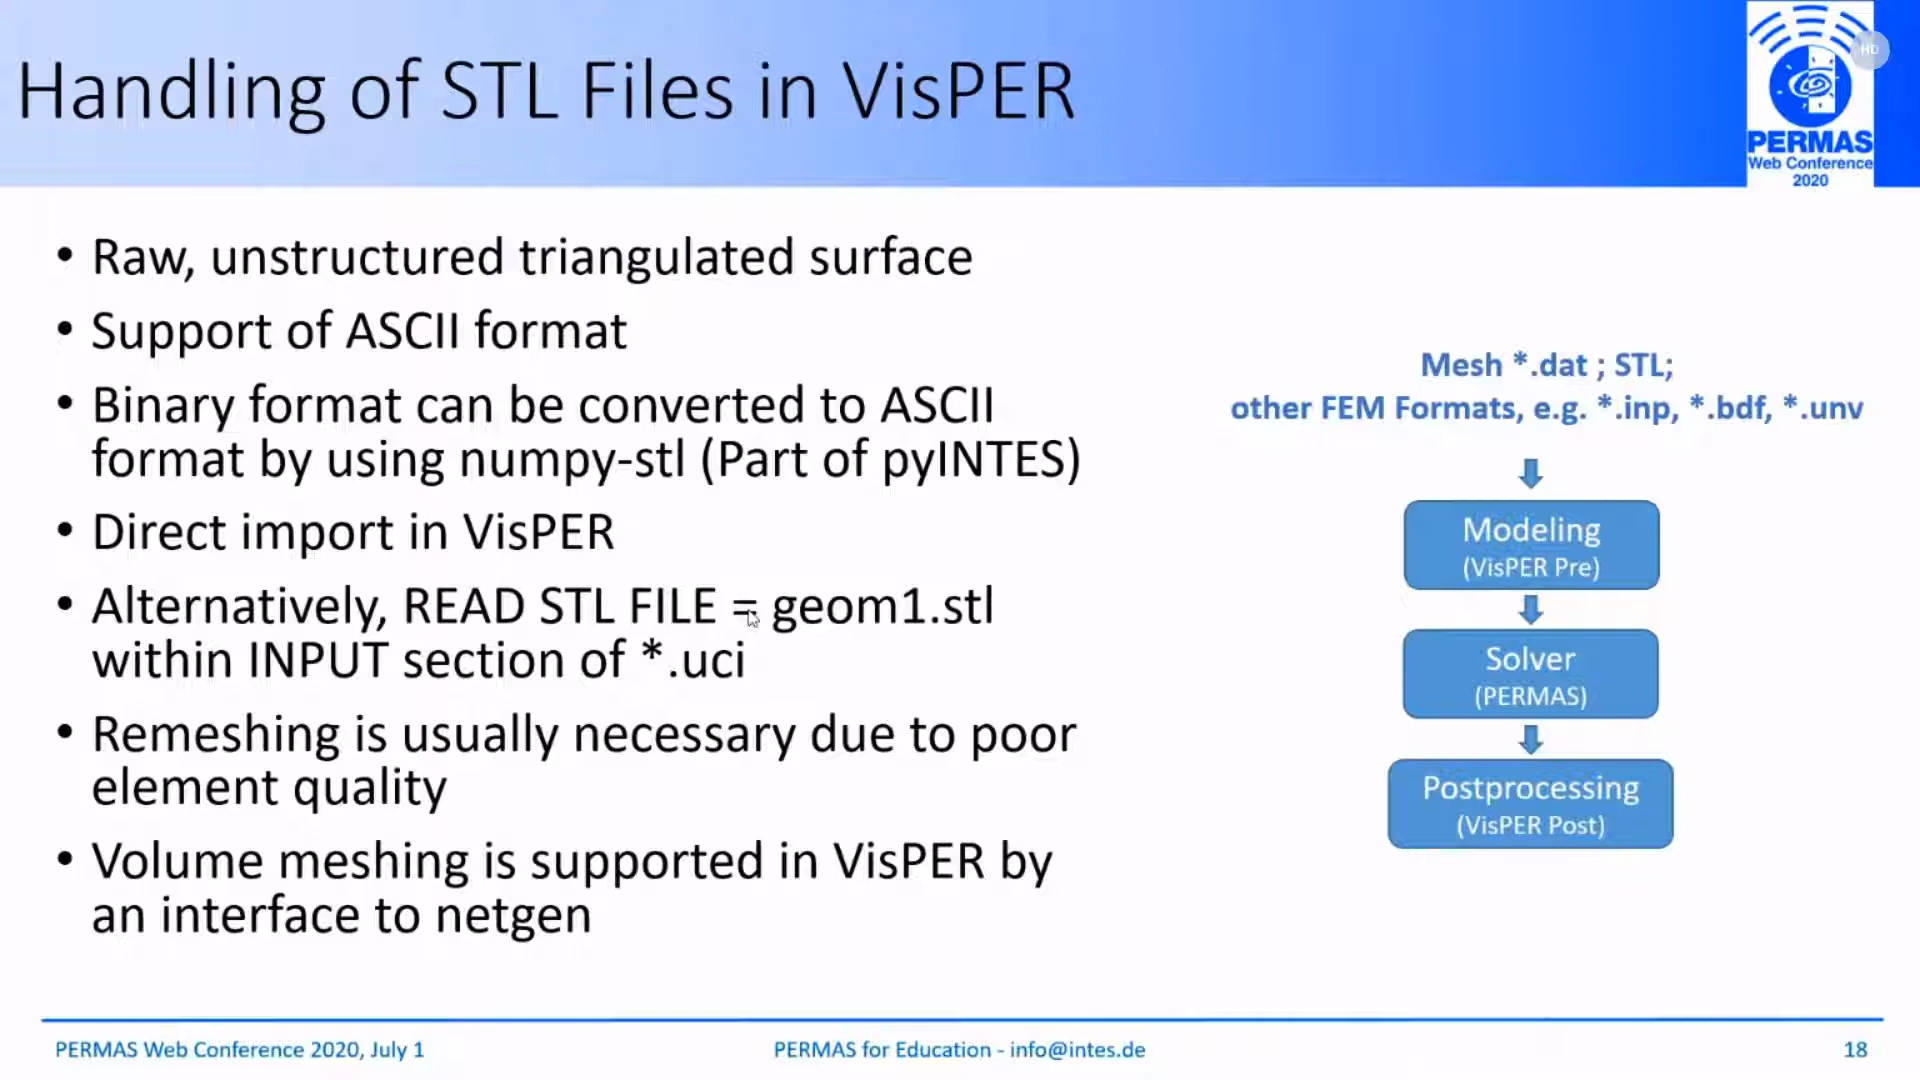 Handling of STL Files in VisPER
HD
PERMAS
Web Conference
2020
• Raw, unstructured triangulated surface
• Support of ASCII format
• Binary format can be converted to ASCII
format by using numpy-stl (Part of pyINTES)
• Direct import in VisPER
• Alternatively, READ STL FILE = geom1.stl
within INPUT section of *.uci
• Remeshing is usually necessary due to poor
element quality
• Volume meshing is supported in VisPER by
an interface to netgen
Mesh *.dat ; STL;
other FEM Formats, e.g. *.inp, *.bdf, *.unv
Modeling
(VisPER Pre)
Solver
(PERMAS)
Postprocessing
(VisPER Post)
PERMAS Web Conference 2020, July 1
PERMAS for Education - info@intes.de
18